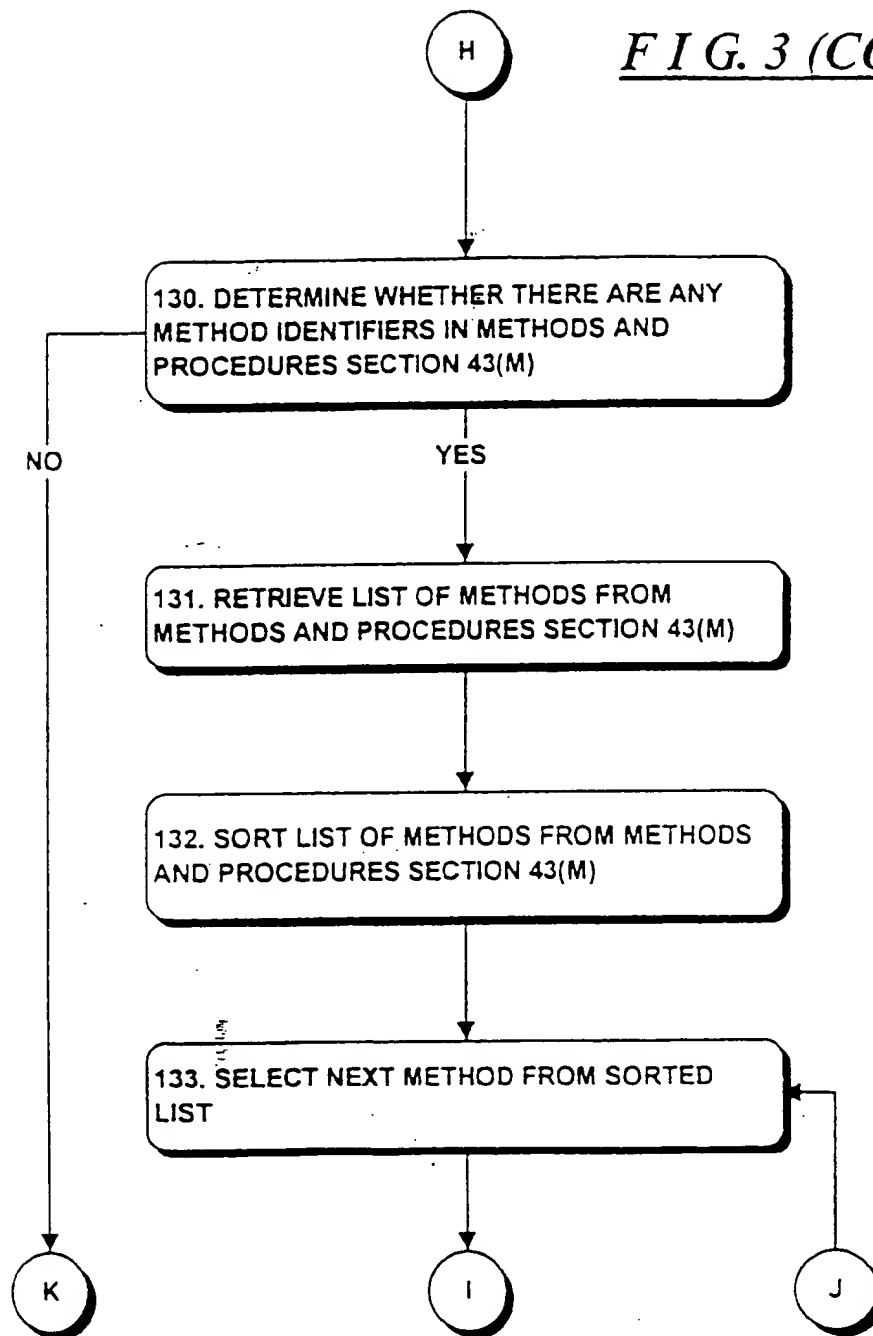 H
F I G. 3 (CO
130. DETERMINE WHETHER THERE ARE ANY
METHOD IDENTIFIERS IN METHODS AND
PROCEDURES SECTION 43(M)
NO
YES
131. RETRIEVE LIST OF METHODS FROM
METHODS AND PROCEDURES SECTION 43(M)
132. SORT LIST OF METHODS FROM METHODS
AND PROCEDURES SECTION 43(M)
133. SELECT NEXT METHOD FROM SORTED
LIST
K
I
J